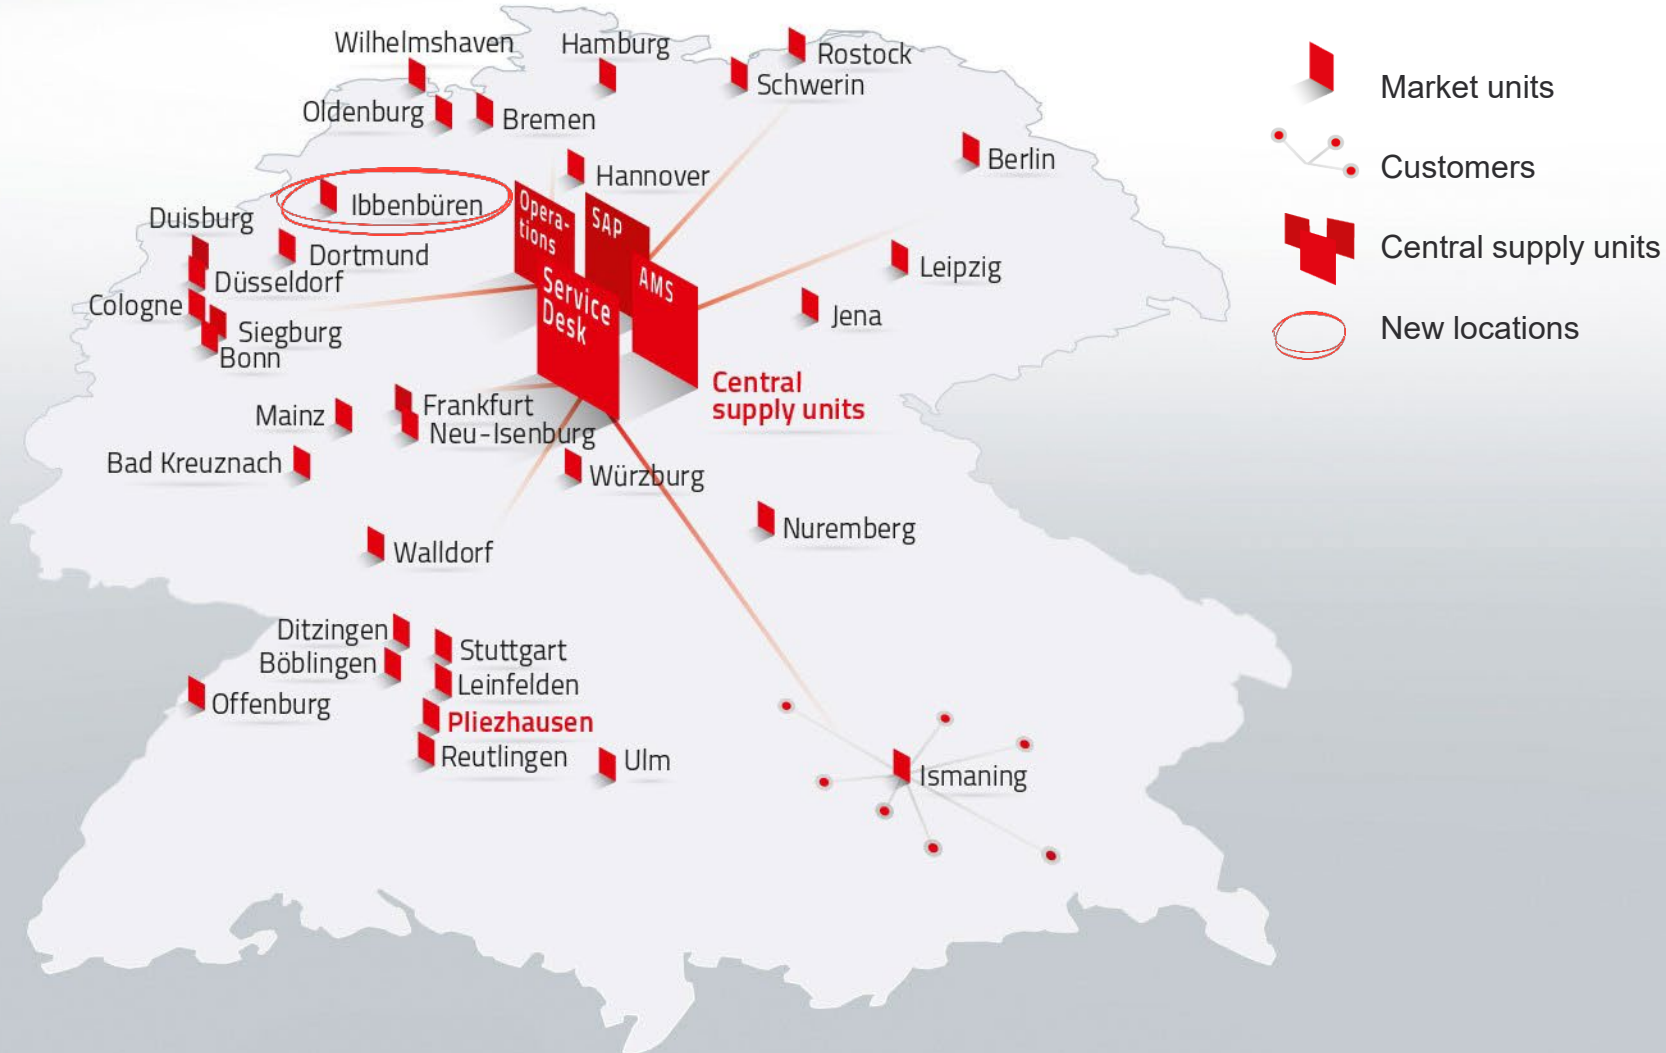 Wilhelmshaven
Hamburg
Rostock
Schwerin
Oldenburg
Bremen
Berlin
Hannover
Ibbenbüren
Duisburg
Dortmund
Düsseldorf
Cologne
Siegburg
Bonn
Opera-
tions
SAP
AMS
Service
Desk
Leipzig
Jena
Central
supply units
Mainz
Frankfurt
Neu-Isenburg
Bad Kreuznach
Würzburg
Nuremberg
Walldorf
Ditzingen
Stuttgart
Böblingen
Leinfelden
Offenburg
Pliezhausen
Reutlingen
Ulm
Ismaning
Market units
Customers
Central supply units
New locations